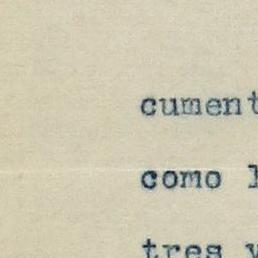 cument
como l
tres v